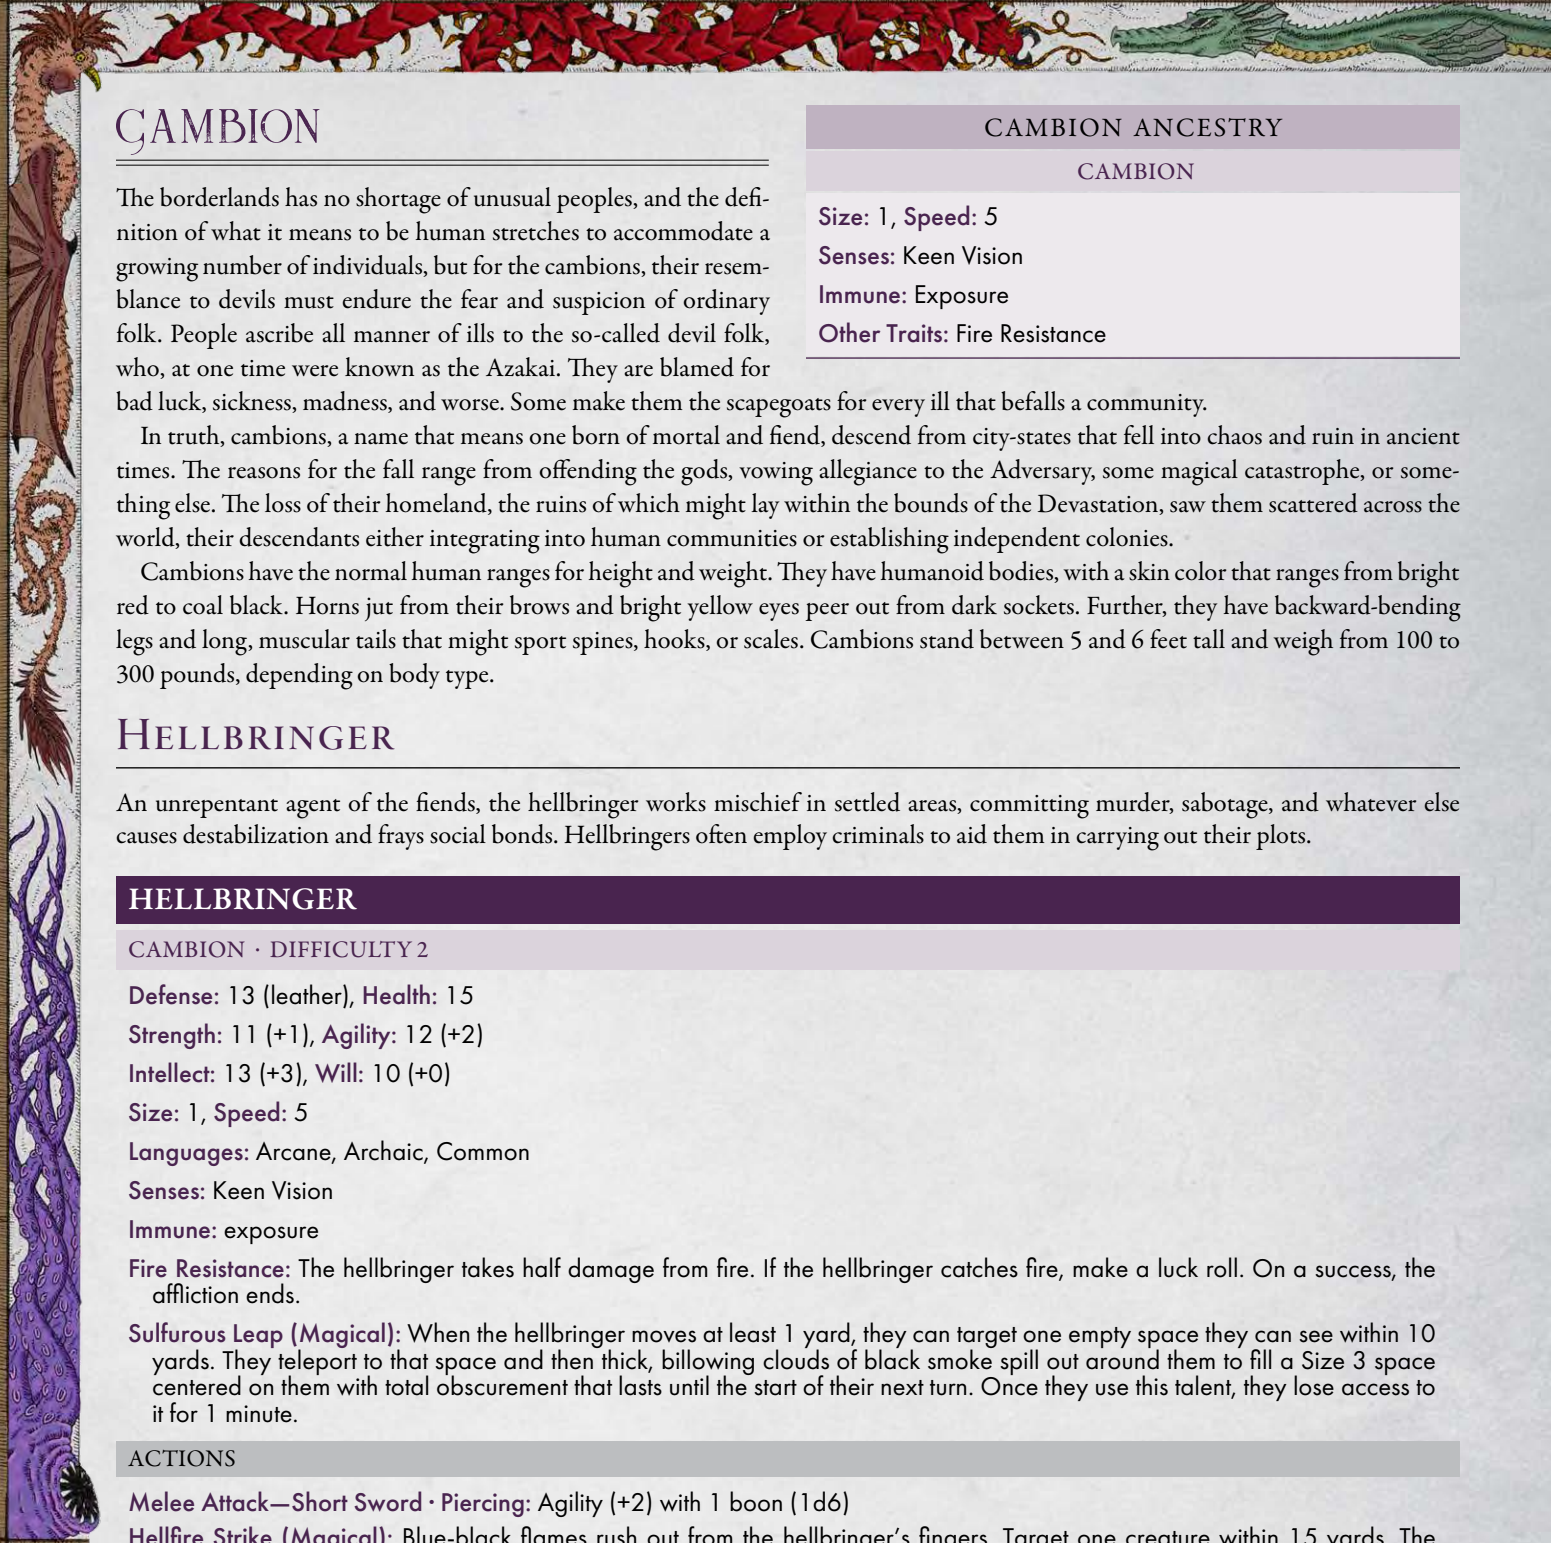 CAMBION
The borderlands has no shortage of unusual peoples, and the defi-
nition of what it means to be human stretches to accommodate a
growing number of individuals, but for the cambions, their resem-
blance to devils must endure the fear and suspicion of ordinary
folk. People ascribe all manner of ills to the so-called devil folk,
who, at one time were known as the Azakai. They are blamed for
bad luck, sickness, madness, and worse. Some make them the scapegoats for every ill that befalls a community.
CAMBION ANCESTRY
CAMBION
Size: 1, Speed: 5
Senses: Keen Vision
Immune: Exposure
Other Traits: Fire Resistance
In truth, cambions, a name that means one born of mortal and fiend, descend from city-states that fell into chaos and ruin in ancient
times. The reasons for the fall range from offending the gods, vowing allegiance to the Adversary, some magical catastrophe, or some-
thing else. The loss of their homeland, the ruins of which might lay within the bounds of the Devastation, saw them scattered across the
world, their descendants either integrating into human communities or establishing independent colonies.
Cambions have the normal human ranges for height and weight. They have humanoid bodies, with a skin color that ranges from bright
red to coal black. Horns jut from their brows and bright yellow eyes peer out from dark sockets. Further, they have backward-bending
legs and long, muscular tails that might sport spines, hooks, or scales. Cambions stand between 5 and 6 feet tall and weigh from 100 to
300 pounds, depending on body type.
HELLBRINGER
An unrepentant agent of the fiends, the hellbringer works mischief in settled areas, committing murder, sabotage, and whatever else
causes destabilization and frays social bonds. Hellbringers often employ criminals to aid them in carrying out their plots.
HELLBRINGER
CAMBION · DIFFICULTY 2
Defense: 13 (leather), Health: 15
Strength: 11 (+1), Agility: 12 (+2)
Intellect: 13 (+3), Will: 10 (+0)
Size: 1, Speed: 5
Languages: Arcane, Archaic, Common
Senses: Keen Vision
Immune: exposure
Fire Resistance: The hellbringer takes half damage from fire. If the hellbringer catches fire, make a luck roll. On a success, the
affliction ends.
Sulfurous Leap (Magical): When the hellbringer moves at least 1 yard, they can target one empty space they can see within 10
yards. They teleport to that space and then thick, billowing clouds of black smoke spill out around them to fill a Size 3 space
centered on them with total obscurement that lasts until the start of their next turn. Once they use this talent, they lose access to
it for 1 minute.
ACTIONS
Melee Attack—Short Sword · Piercing: Agility (+2) with 1 boon (1d6)
Hellfire Strike (Magical): Blue-black flames rush out from the hellbringer's fingers. Target one creature within 15 yards. The